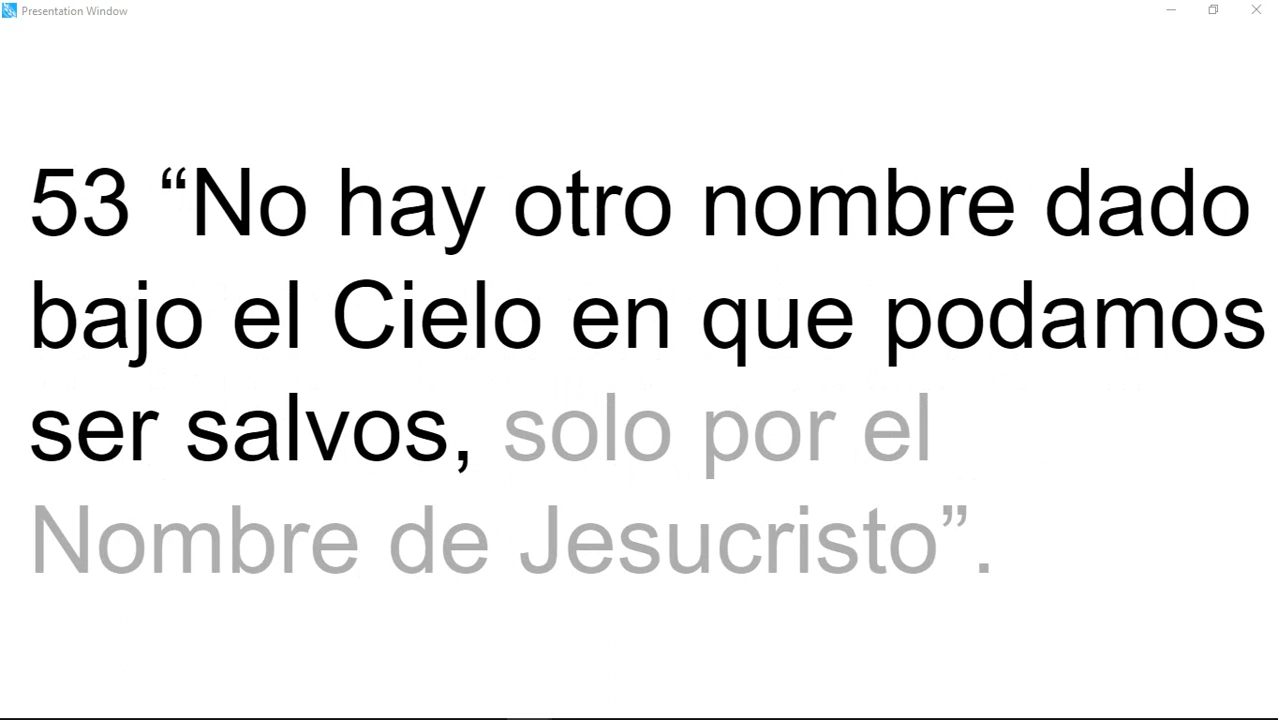 Presentation Window
53 “No hay otro nombre dado
bajo el Cielo en que podamos
ser salvos, solo por el
Nombre de Jesucristo”.